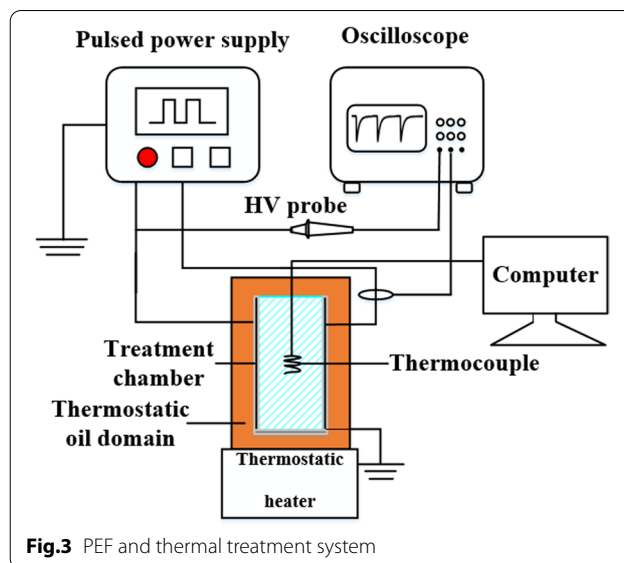 Pulsed power supply
Oscilloscope
HV probe
Computer
Treatment
chamber
Thermocouple
Thermostatic
oil domain
Thermostatic
heater
Fig.3 PEF and thermal treatment system